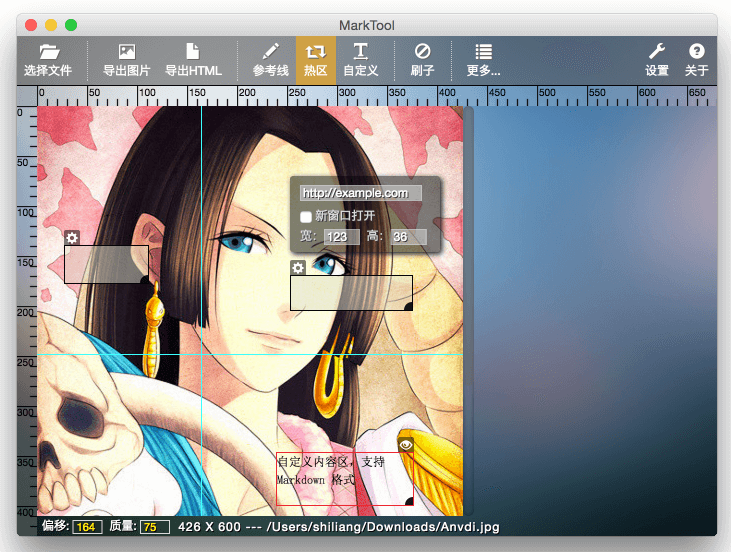 MarkTool
选择文件 导出图片 导出HTML 参考线 热区 自定义 刷子 更多... 设置 关于
0 50 100 150 200 250 300 350 400 450 500 550 600 650
0
50
100
150
200
250
300
350
400
http://example.com
新窗口打开
宽: 123 高: 36
自定义内容区，支持
Markdown 格式
偏移: 164 质量: 75 426 X 600 --- /Users/shiliang/Downloads/Anvdi.jpg